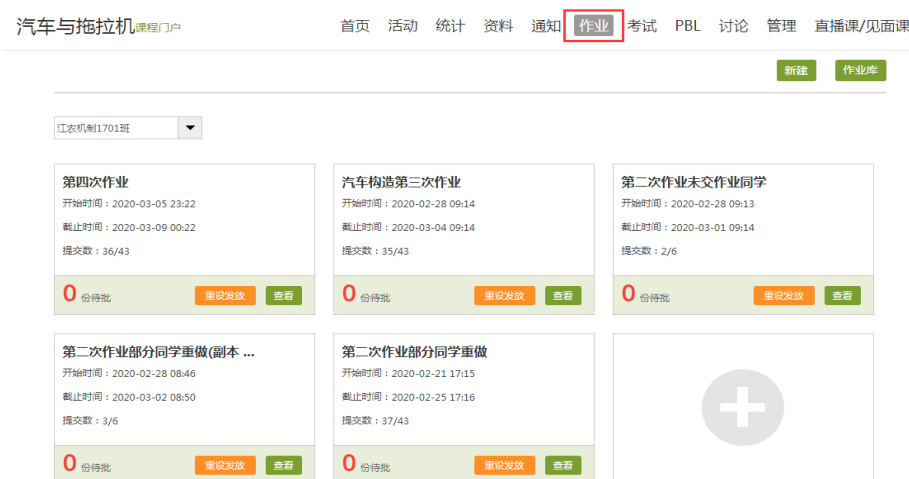 汽车与拖拉机课程门户 首页 活动 统计 资料 通知 作业 考试 PBL 讨论 管理 直播课/见面课
新建 作业库
江农机制1701班
第四次作业
开始时间：2020-03-05 23:22
截止时间：2020-03-09 00:22
提交数：36/43
0 份待批 重设发放 查看
汽车构造第三次作业
开始时间：2020-02-28 09:14
截止时间：2020-03-04 09:14
提交数：35/43
0 份待批 重设发放 查看
第二次作业未交作业同学
开始时间：2020-02-28 09:13
截止时间：2020-03-01 09:14
提交数：2/6
0 份待批 重设发放 查看
第二次作业部分同学重做(副本 ...
开始时间：2020-02-28 08:46
截止时间：2020-03-02 08:50
提交数：3/6
0 份待批 重设发放 查看
第二次作业部分同学重做
开始时间：2020-02-21 17:15
截止时间：2020-02-25 17:16
提交数：37/43
0 份待批 重设发放 查看